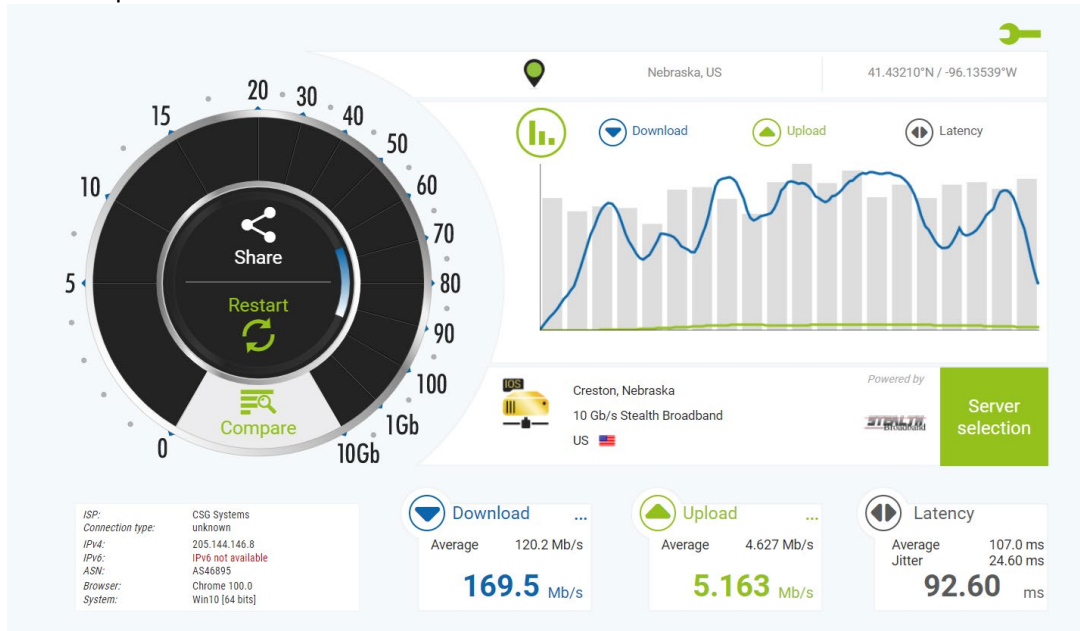 Nebraska, US
41.43210°N / -96.13539°W
0
5
10
15
20
30
40
50
60
70
80
90
100
1Gb
10Gb
Share
Restart
Compare
Download
Upload
Latency
IOS
Creston, Nebraska
10 Gb/s Stealth Broadband
US
Powered by
STEALTH
Broadband
Server
selection
ISP: CSG Systems
Connection type: unknown
IPv4: 205.144.146.8
IPv6: IPv6 not available
ASN: AS46895
Browser: Chrome 100.0
System: Win10 [64 bits]
Download ...
Average 120.2 Mb/s
169.5 Mb/s
Upload ...
Average 4.627 Mb/s
5.163 Mb/s
Latency
Average 107.0 ms
Jitter 24.60 ms
92.60 ms